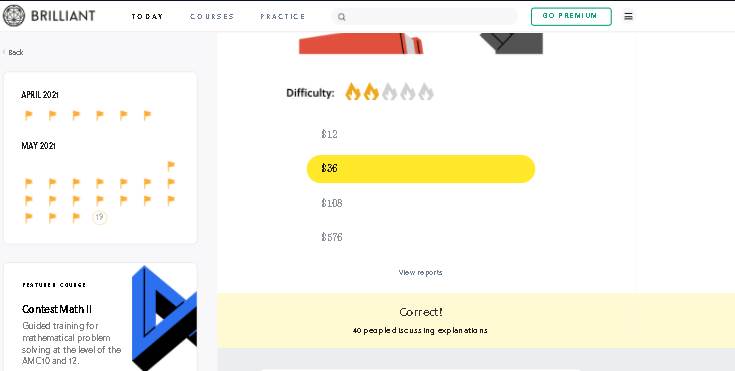 BRILLIANT
TODAY
COURSES
PRACTICE
GO PREMIUM
‹ Back
APRIL 2021
MAY 2021
19
FEATURED COURSE
Contest Math II
Guided training for
mathematical problem
solving at the level of the
AMC10 and 12.
Difficulty:
$12
$36
$108
$576
View reports
Correct!
40 people discussing explanations